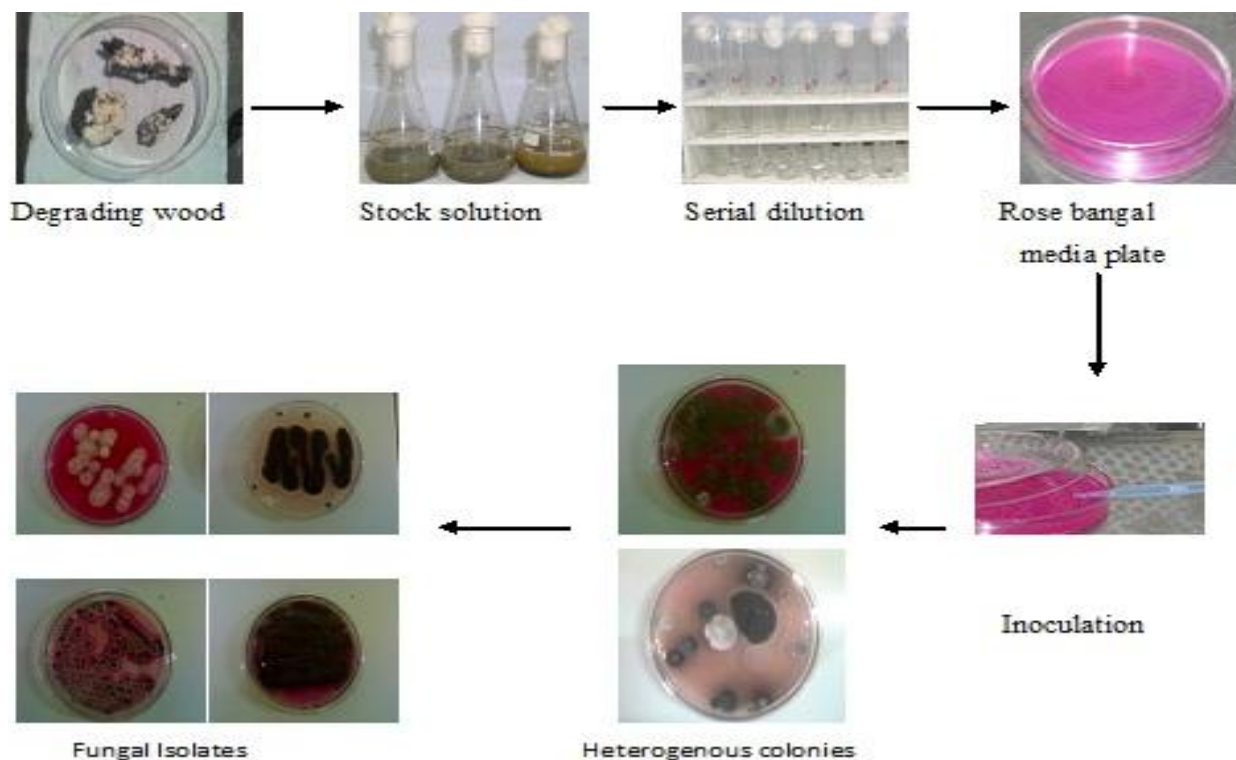 Degrading wood
Stock solution
Serial dilution
Rose bangal
media plate
Inoculation
Heterogenous colonies
Fungal Isolates